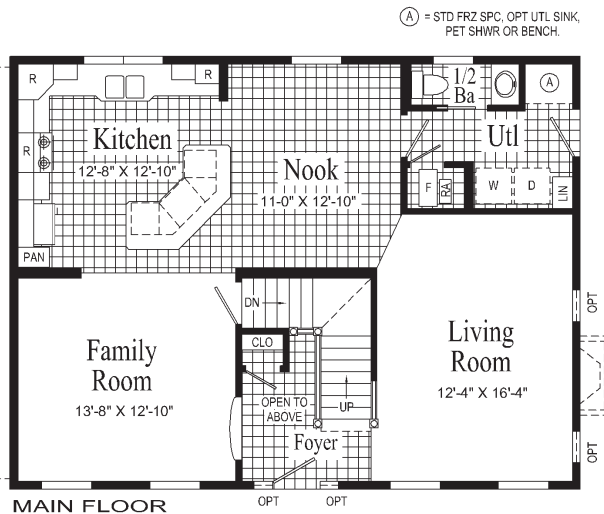 A = STD FRZ SPC, OPT UTL SINK,
PET SHWR OR BENCH.
R
R
1/2
Ba
A
Kitchen
12'-8" X 12'-10"
Utl
R
Nook
11-0" X 12'-10"
F
RA
W
D
LIN
PAN
DN
OPT
CLO
Family
Room
13'-8" X 12'-10"
Living
Room
12'-4" X 16'-4"
OPEN TO
ABOVE
UP
Foyer
OPT
OPT
OPT
MAIN FLOOR